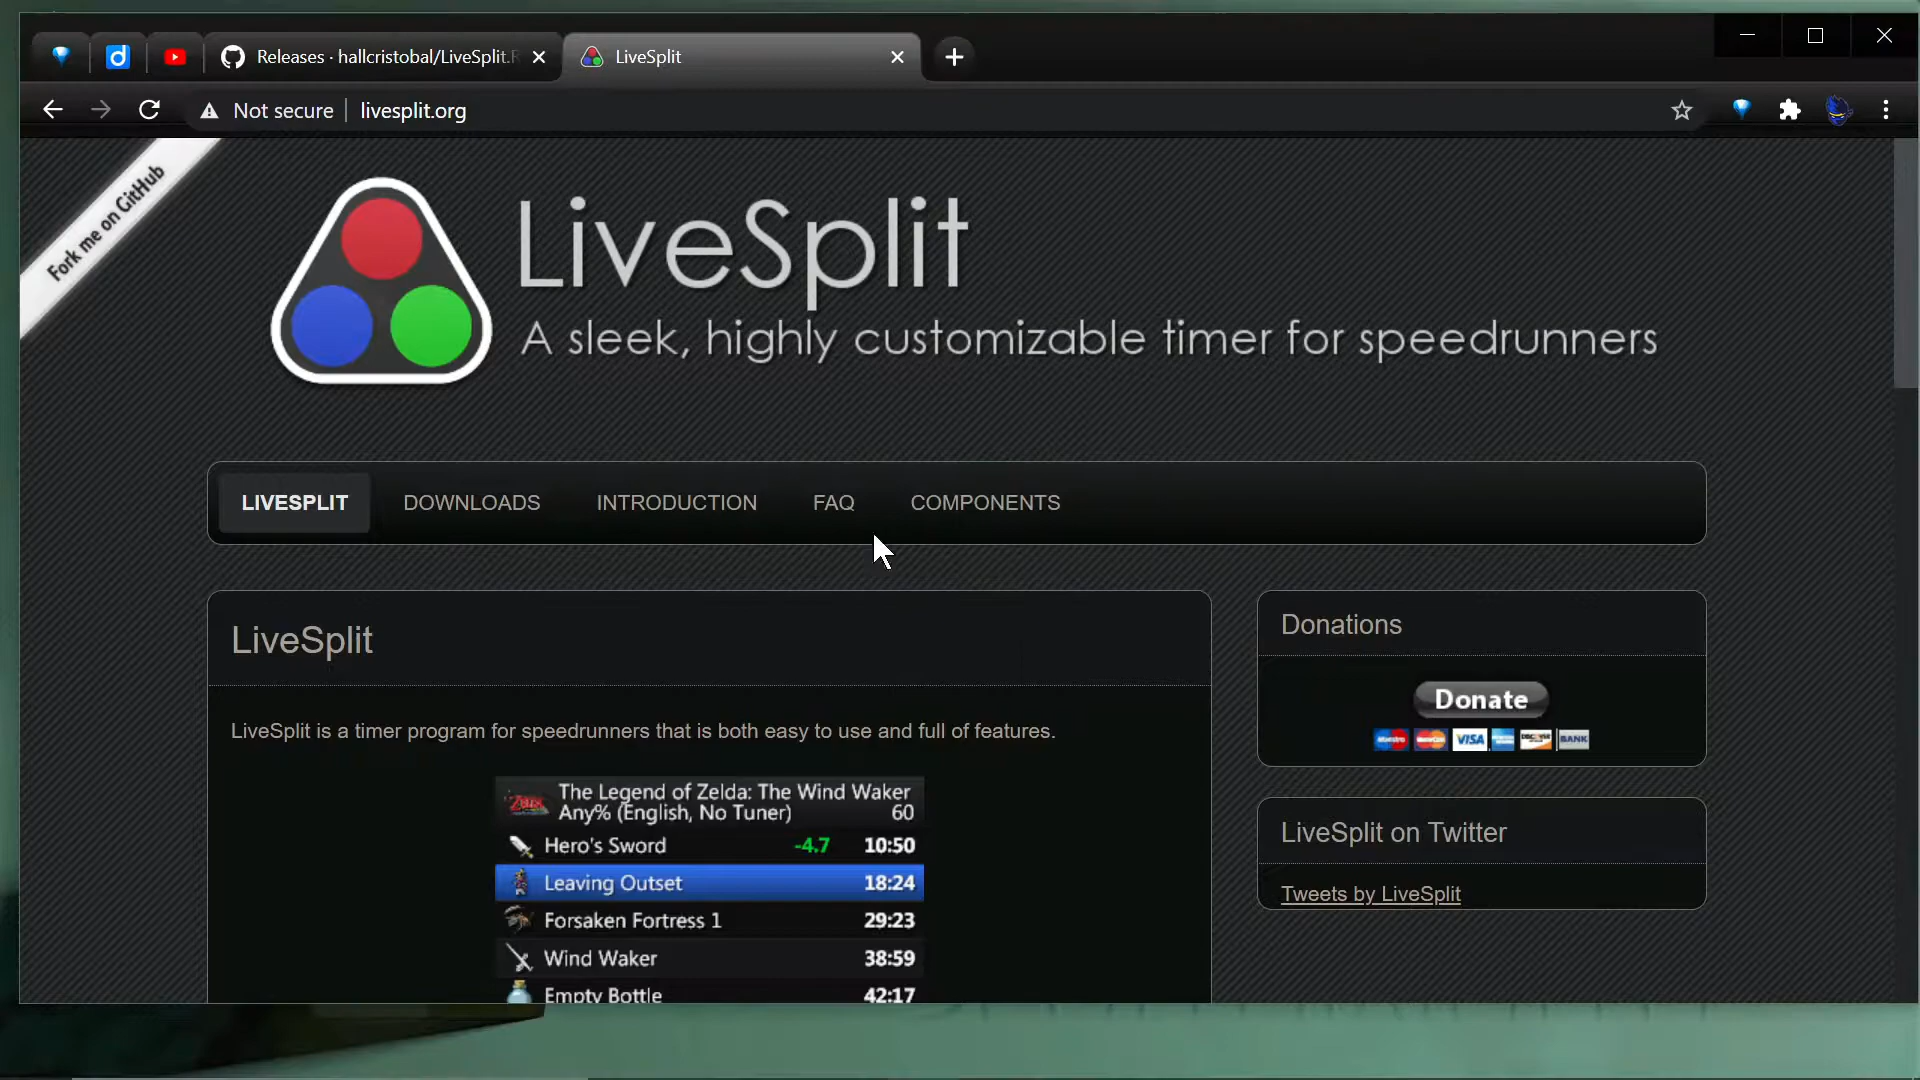 Releases · hallcristobal/LiveSplit.R
LiveSplit
Not secure
livesplit.org
Fork me on GitHub
LiveSplit
A sleek, highly customizable timer for speedrunners
LIVESPLIT
DOWNLOADS
INTRODUCTION
FAQ
COMPONENTS
LiveSplit
LiveSplit is a timer program for speedrunners that is both easy to use and full of features.
The Legend of Zelda: The Wind Waker
Any% (English, No Tuner) 60
Hero's Sword -4.7 10:50
Leaving Outset 18:24
Forsaken Fortress 1 29:23
Wind Waker 38:59
Empty Bottle 42:17
Donations
Donate
VISA
BANK
LiveSplit on Twitter
Tweets by LiveSplit